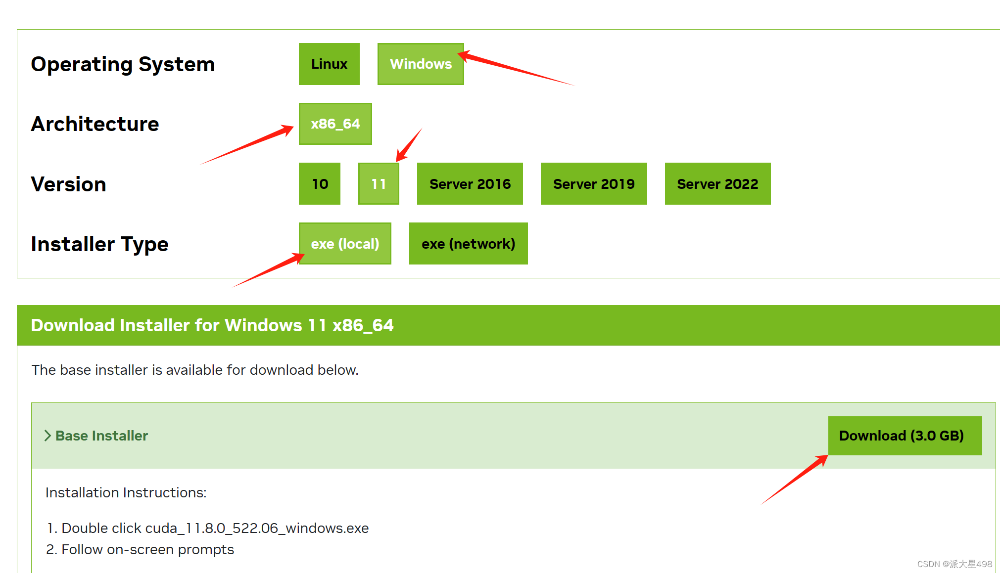 Operating System Linux Windows
Architecture x86_64
Version 10 11 Server 2016 Server 2019 Server 2022
Installer Type exe (local) exe (network)
Download Installer for Windows 11 x86_64
The base installer is available for download below.
Base Installer Download (3.0 GB)
Installation Instructions:
1. Double click cuda_11.8.0_522.06_windows.exe
2. Follow on-screen prompts
CSDN @派大星498